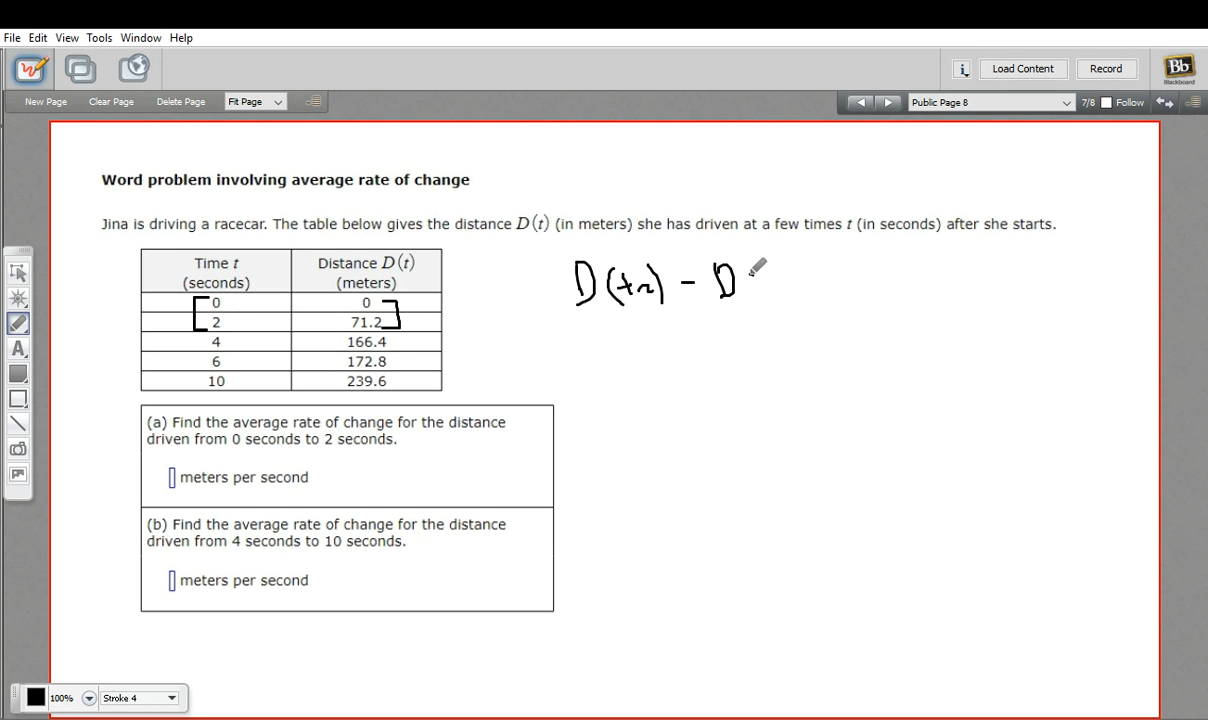 File Edit View Tools Window Help
i Load Content Record Bb Blackboard
New Page Clear Page Delete Page Fit Page Public Page 8 7/8 Follow
Word problem involving average rate of change
Jina is driving a racecar. The table below gives the distance D(t) (in meters) she has driven at a few times t (in seconds) after she starts.
Time t (seconds) Distance D(t) (meters)
0 0
2 71.2
4 166.4
6 172.8
10 239.6
D(t₂) - D
(a) Find the average rate of change for the distance
driven from 0 seconds to 2 seconds.
meters per second
(b) Find the average rate of change for the distance
driven from 4 seconds to 10 seconds.
meters per second
A
100% Stroke 4